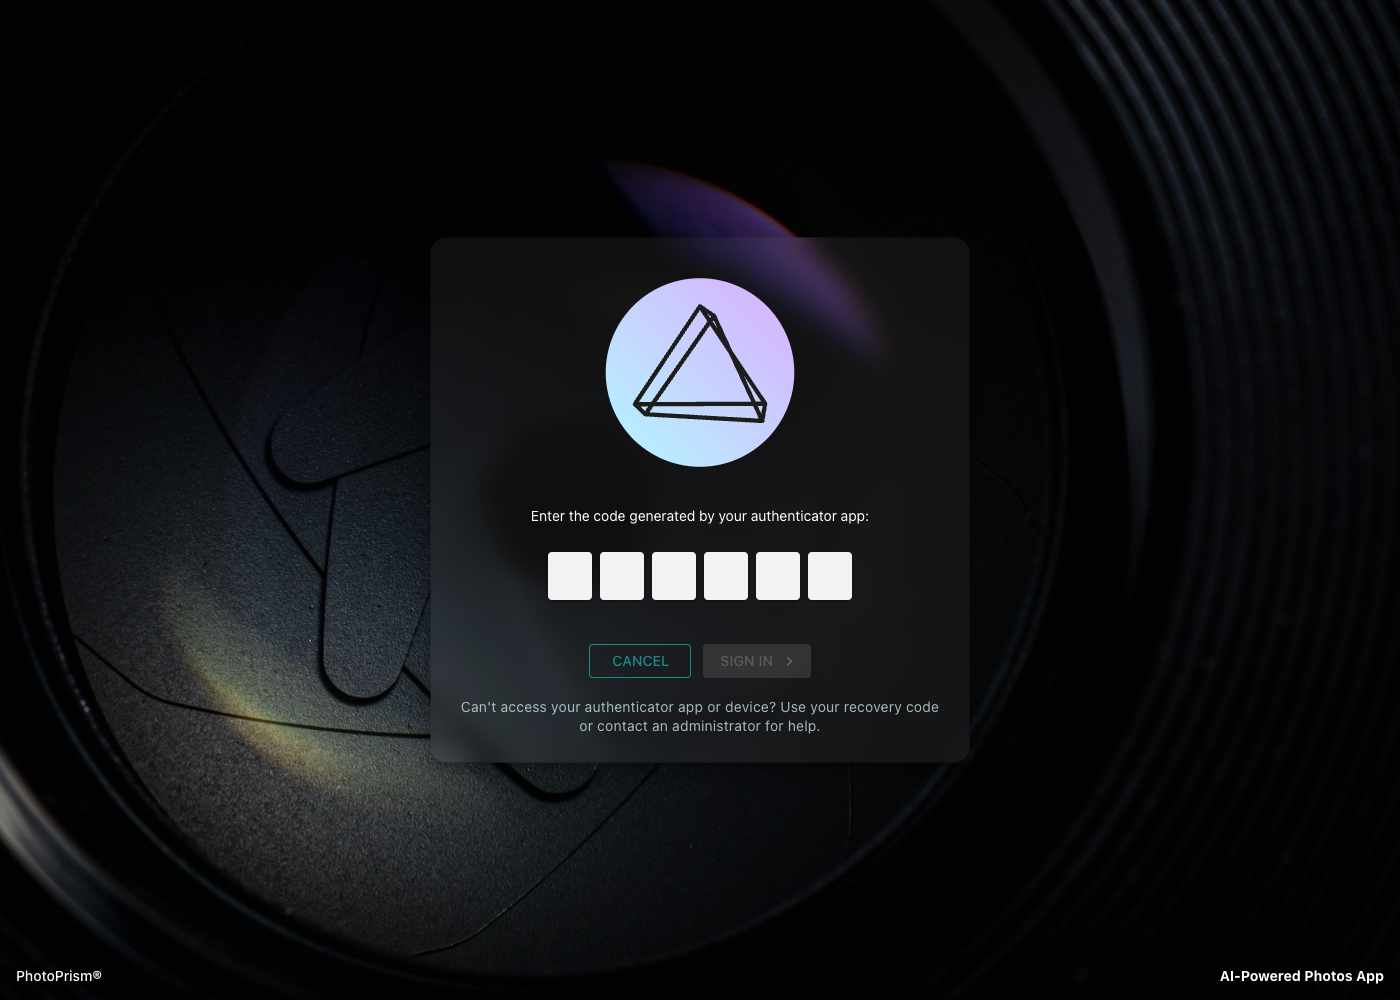 Enter the code generated by your authenticator app:
CANCEL
SIGN IN
Can't access your authenticator app or device? Use your recovery code
or contact an administrator for help.
PhotoPrism®
AI-Powered Photos App